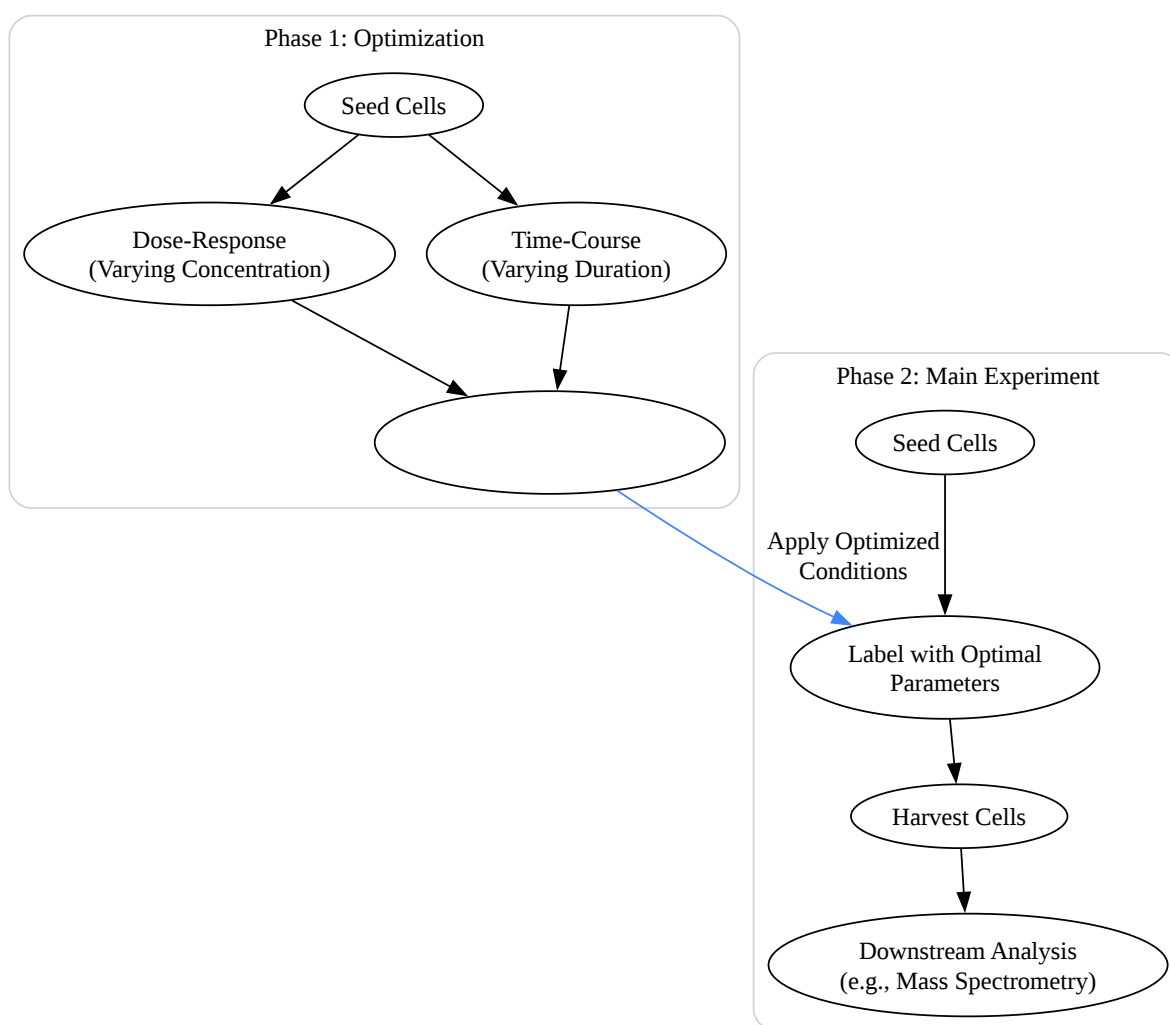 Phase 1: Optimization
Seed Cells
Dose-Response
(Varying Concentration)
Time-Course
(Varying Duration)
Phase 2: Main Experiment
Seed Cells
Apply Optimized
Conditions
Label with Optimal
Parameters
Harvest Cells
Downstream Analysis
(e.g., Mass Spectrometry)